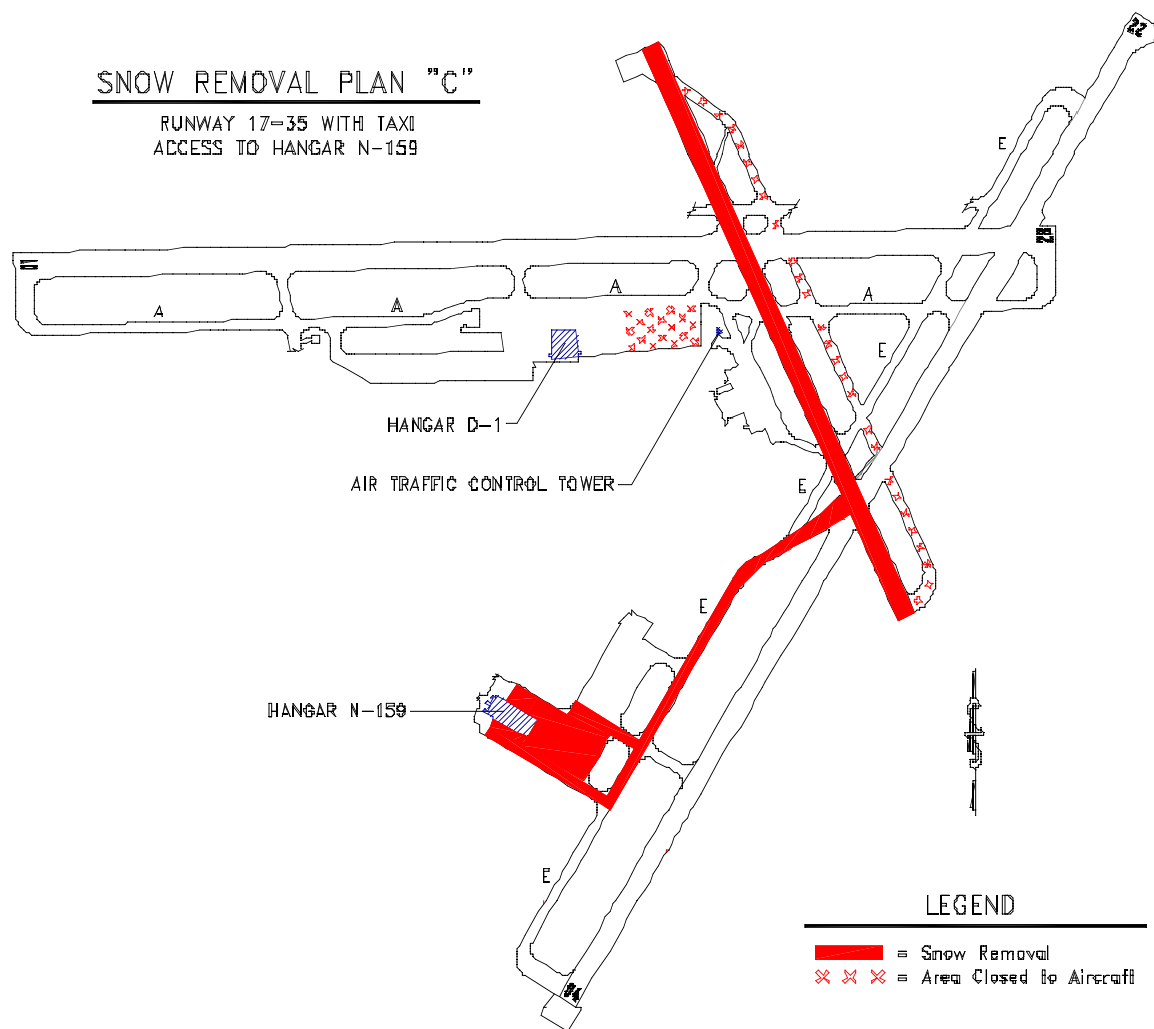 SNOW REMOVAL PLAN "C"
RUNWAY 17-35 WITH TAXI
ACCESS TO HANGAR N-159
22
E
A
A
A
A
E
HANGAR D-1
AIR TRAFFIC CONTROL TOWER
E
E
HANGAR N-159
E
LEGEND
= Snow Removal
= Area Closed to Aircraft